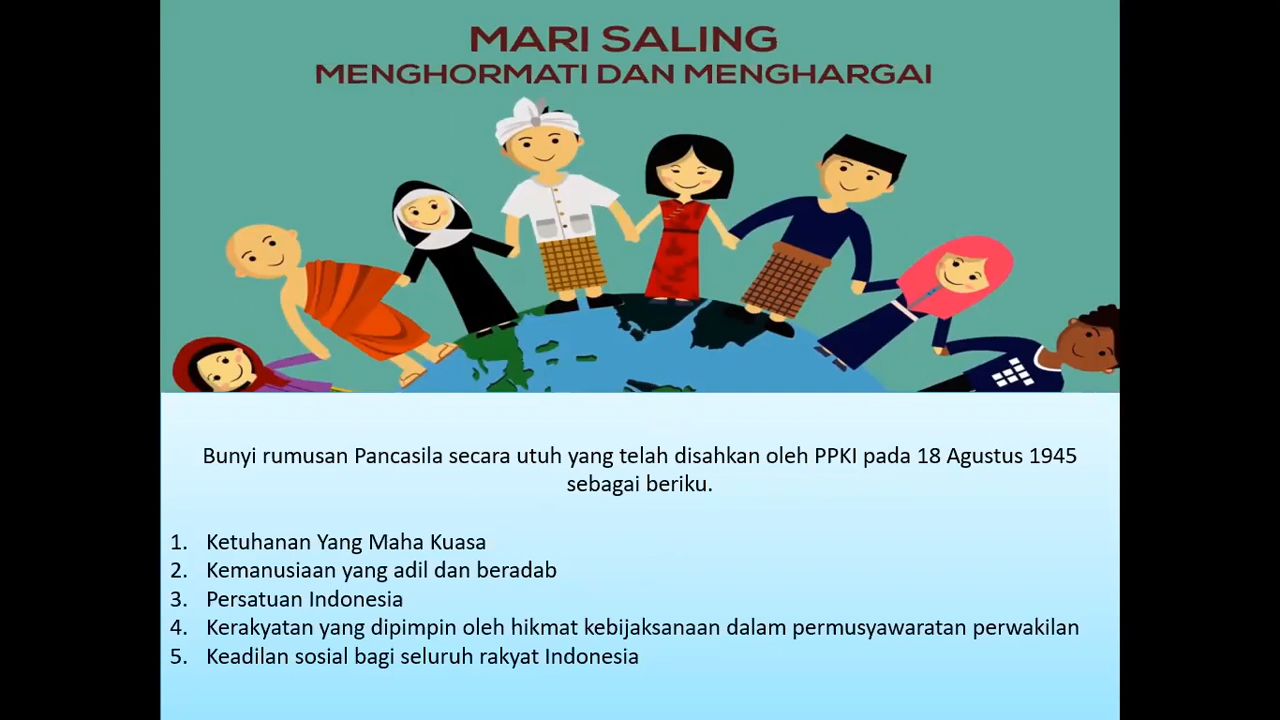 MARI SALING
MENGHORMATI DAN MENGHARGAI
Bunyi rumusan Pancasila secara utuh yang telah disahkan oleh PPKI pada 18 Agustus 1945
sebagai beriku.
1. Ketuhanan Yang Maha Kuasa
2. Kemanusiaan yang adil dan beradab
3. Persatuan Indonesia
4. Kerakyatan yang dipimpin oleh hikmat kebijaksanaan dalam permusyawaratan perwakilan
5. Keadilan sosial bagi seluruh rakyat Indonesia